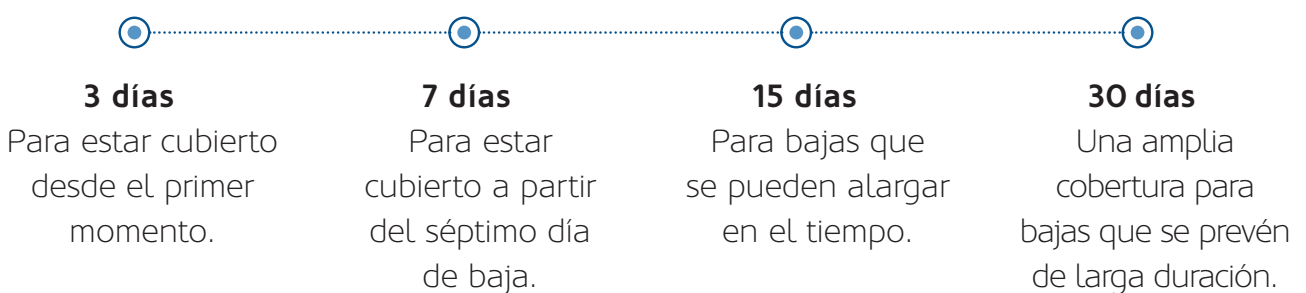 3 días
Para estar cubierto
desde el primer
momento.
7 días
Para estar
cubierto a partir
del séptimo día
de baja.
15 días
Para bajas que
se pueden alargar
en el tiempo.
30 días
Una amplia
cobertura para
bajas que se prevén
de larga duración.